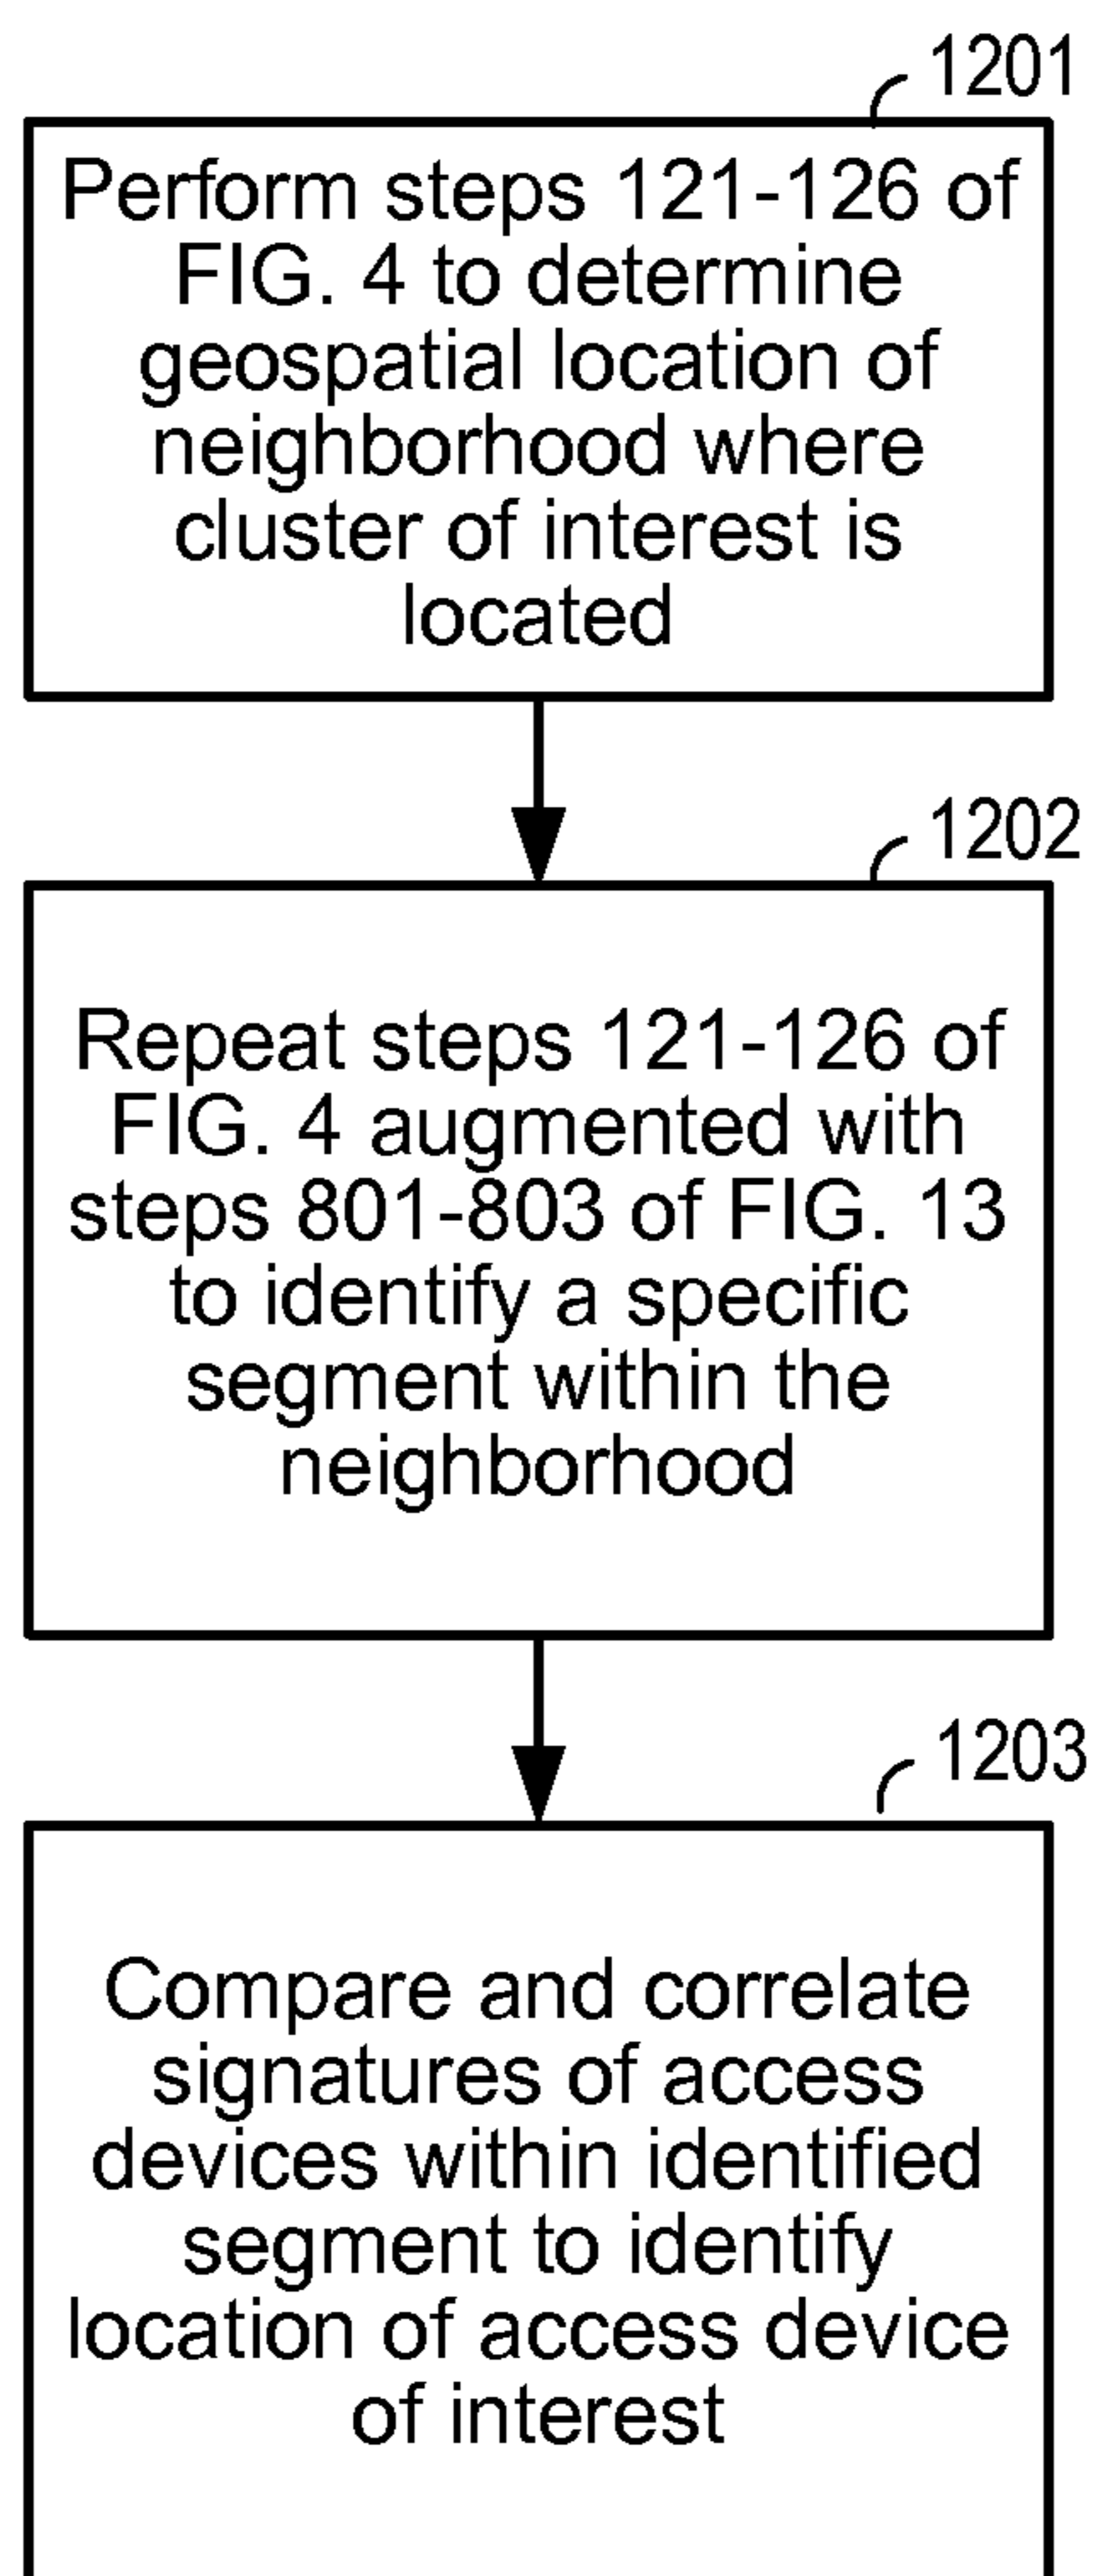 1201
Perform steps 121-126 of
FIG. 4 to determine
geospatial location of
neighborhood where
cluster of interest is
located
1202
Repeat steps 121-126 of
FIG. 4 augmented with
steps 801-803 of FIG. 13
to identify a specific
segment within the
neighborhood
1203
Compare and correlate
signatures of access
devices within identified
segment to identify
location of access device
of interest